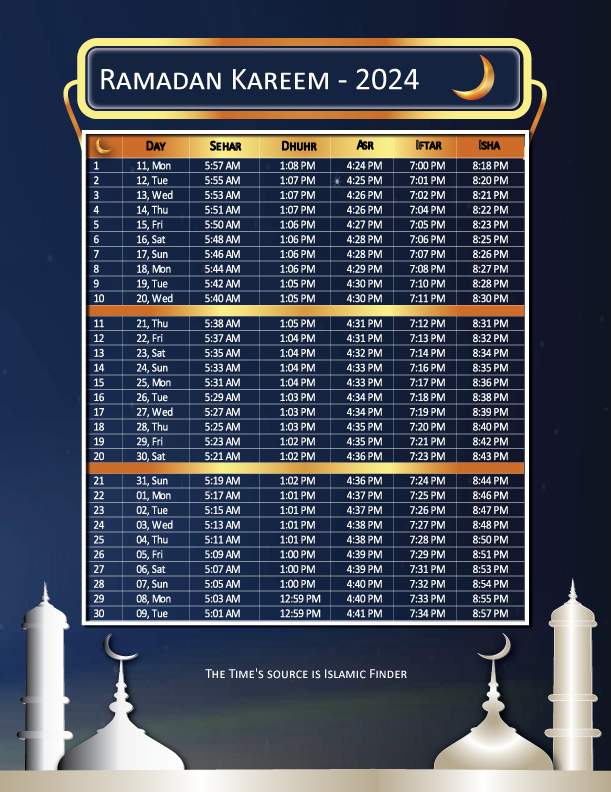 Ramadan Kareem - 2024
Day Sehar Dhuhr Asr Iftar Isha
1 11, Mon 5:57 AM 1:08 PM 4:24 PM 7:00 PM 8:18 PM
2 12, Tue 5:55 AM 1:07 PM 4:25 PM 7:01 PM 8:20 PM
3 13, Wed 5:53 AM 1:07 PM 4:26 PM 7:02 PM 8:21 PM
4 14, Thu 5:51 AM 1:07 PM 4:26 PM 7:04 PM 8:22 PM
5 15, Fri 5:50 AM 1:06 PM 4:27 PM 7:05 PM 8:23 PM
6 16, Sat 5:48 AM 1:06 PM 4:28 PM 7:06 PM 8:25 PM
7 17, Sun 5:46 AM 1:06 PM 4:28 PM 7:07 PM 8:26 PM
8 18, Mon 5:44 AM 1:06 PM 4:29 PM 7:08 PM 8:27 PM
9 19, Tue 5:42 AM 1:05 PM 4:30 PM 7:10 PM 8:28 PM
10 20, Wed 5:40 AM 1:05 PM 4:30 PM 7:11 PM 8:30 PM
11 21, Thu 5:38 AM 1:05 PM 4:31 PM 7:12 PM 8:31 PM
12 22, Fri 5:37 AM 1:04 PM 4:31 PM 7:13 PM 8:32 PM
13 23, Sat 5:35 AM 1:04 PM 4:32 PM 7:14 PM 8:34 PM
14 24, Sun 5:33 AM 1:04 PM 4:33 PM 7:16 PM 8:35 PM
15 25, Mon 5:31 AM 1:04 PM 4:33 PM 7:17 PM 8:36 PM
16 26, Tue 5:29 AM 1:03 PM 4:34 PM 7:18 PM 8:38 PM
17 27, Wed 5:27 AM 1:03 PM 4:34 PM 7:19 PM 8:39 PM
18 28, Thu 5:25 AM 1:03 PM 4:35 PM 7:20 PM 8:40 PM
19 29, Fri 5:23 AM 1:02 PM 4:35 PM 7:21 PM 8:42 PM
20 30, Sat 5:21 AM 1:02 PM 4:36 PM 7:23 PM 8:43 PM
21 31, Sun 5:19 AM 1:02 PM 4:36 PM 7:24 PM 8:44 PM
22 01, Mon 5:17 AM 1:01 PM 4:37 PM 7:25 PM 8:46 PM
23 02, Tue 5:15 AM 1:01 PM 4:37 PM 7:26 PM 8:47 PM
24 03, Wed 5:13 AM 1:01 PM 4:38 PM 7:27 PM 8:48 PM
25 04, Thu 5:11 AM 1:01 PM 4:38 PM 7:28 PM 8:50 PM
26 05, Fri 5:09 AM 1:00 PM 4:39 PM 7:29 PM 8:51 PM
27 06, Sat 5:07 AM 1:00 PM 4:39 PM 7:31 PM 8:53 PM
28 07, Sun 5:05 AM 1:00 PM 4:40 PM 7:32 PM 8:54 PM
29 08, Mon 5:03 AM 12:59 PM 4:40 PM 7:33 PM 8:55 PM
30 09, Tue 5:01 AM 12:59 PM 4:41 PM 7:34 PM 8:57 PM
The Time's source is Islamic Finder